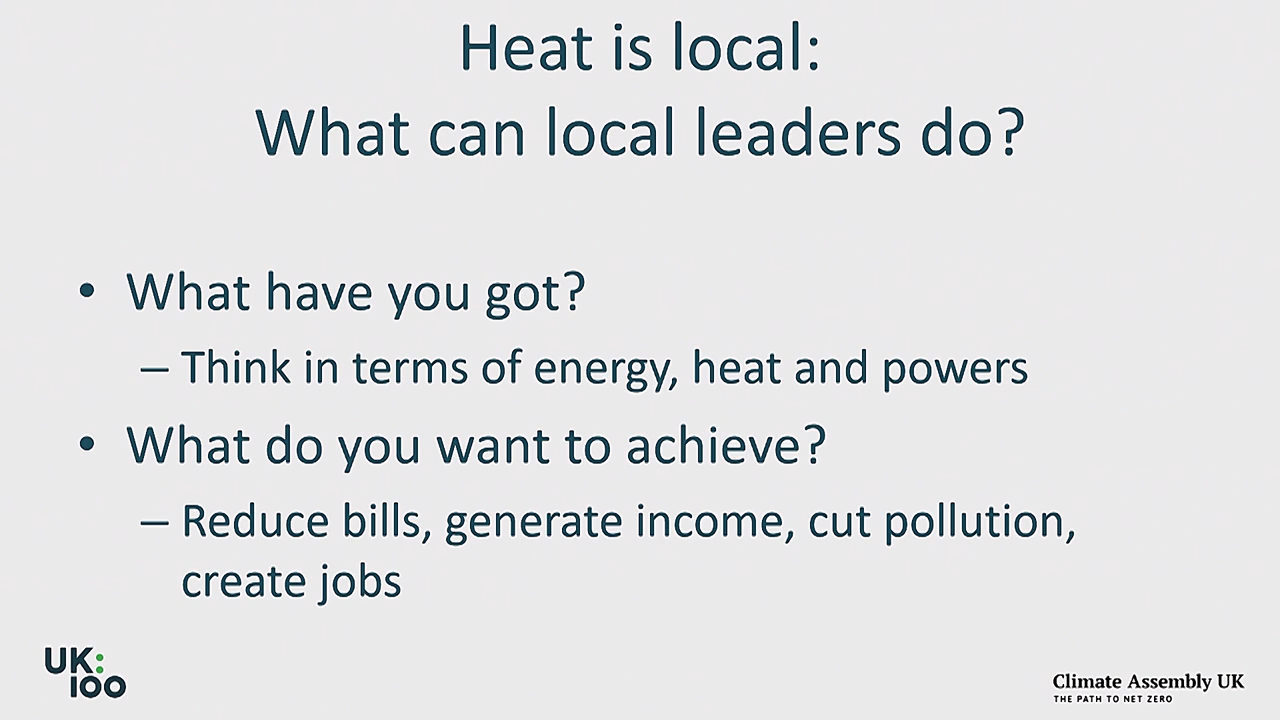 Heat is local:
What can local leaders do?
• What have you got?
– Think in terms of energy, heat and powers
• What do you want to achieve?
– Reduce bills, generate income, cut pollution,
create jobs
UK:
100
Climate Assembly UK
THE PATH TO NET ZERO